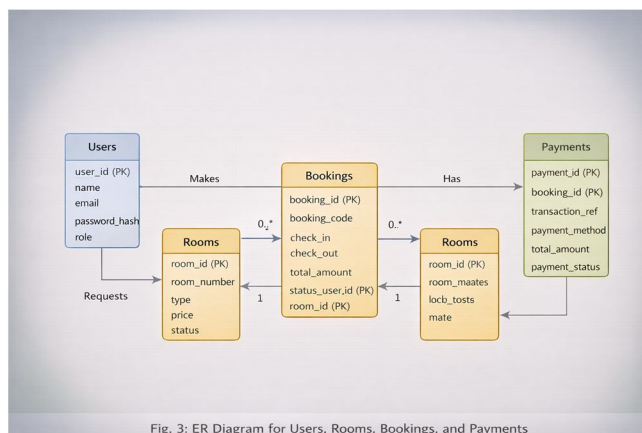 Users
user_id (PK)
name
email
password_hash
role
Makes
Bookings
booking_id (PK)
booking_code
check_in
check_out
total_amount
status_user,id (PK)
room_id (PK)
Has
Payments
payment_id (PK)
booking_id (PK)
transaction_ref
payment_method
total_amount
payment_status
Requests
Rooms
room_id (PK)
room_number
type
price
status
0..*
1
0..*
1
Rooms
room_id (PK)
room_maates
locb_tosts
mate
Fig. 3: ER Diagram for Users, Rooms, Bookings, and Payments